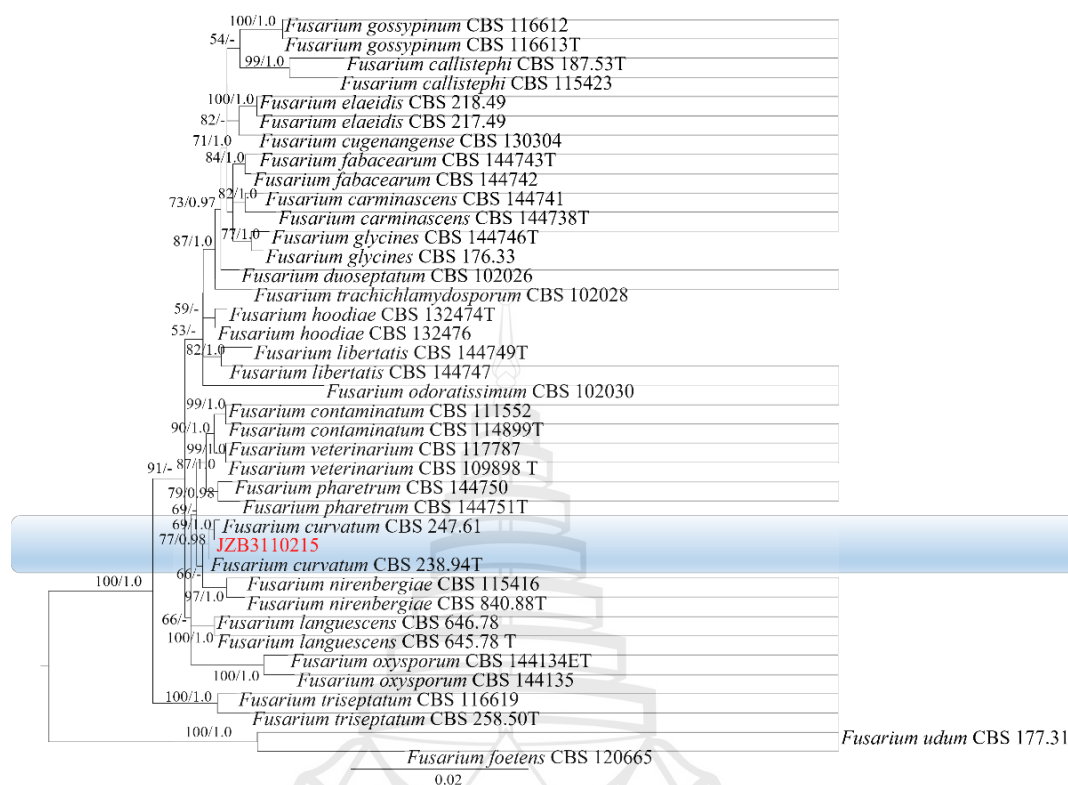 100/1.0 Fusarium gossypinum CBS 116612
54/- Fusarium gossypinum CBS 116613T
99/1.0 Fusarium callistephi CBS 187.53T
Fusarium callistephi CBS 115423
100/1.0 Fusarium elaeidis CBS 218.49
82/- Fusarium elaeidis CBS 217.49
71/1.0 Fusarium cugenangense CBS 130304
84/1.0 Fusarium fabacearum CBS 144743T
Fusarium fabacearum CBS 144742
82/1.0 Fusarium carminascens CBS 144741
73/0.97 Fusarium carminascens CBS 144738T
77/1.0 Fusarium glycines CBS 144746T
87/1.0 Fusarium glycines CBS 176.33
Fusarium duoseptatum CBS 102026
Fusarium trachichlamydosporum CBS 102028
59/- Fusarium hoodiae CBS 132474T
53/- Fusarium hoodiae CBS 132476
82/1.0 Fusarium libertatis CBS 144749T
Fusarium libertatis CBS 144747
Fusarium odoratissimum CBS 102030
99/1.0 Fusarium contaminatum CBS 111552
90/1.0 Fusarium contaminatum CBS 114899T
99/1.0 Fusarium veterinarium CBS 117787
91/- 87/1.0 Fusarium veterinarium CBS 109898 T
79/0.98 Fusarium pharetrum CBS 144750
69/- Fusarium pharetrum CBS 144751T
69/1.0 Fusarium curvatum CBS 247.61
77/0.98 JZB3110215
Fusarium curvatum CBS 238.94T
100/1.0 66/- Fusarium nirenbergiae CBS 115416
97/1.0 Fusarium nirenbergiae CBS 840.88T
66/- Fusarium languescens CBS 646.78
100/1.0 Fusarium languescens CBS 645.78 T
Fusarium oxysporum CBS 144134ET
100/1.0 Fusarium oxysporum CBS 144135
100/1.0 Fusarium triseptatum CBS 116619
Fusarium triseptatum CBS 258.50T
100/1.0 Fusarium udum CBS 177.31
Fusarium foetens CBS 120665
0.02